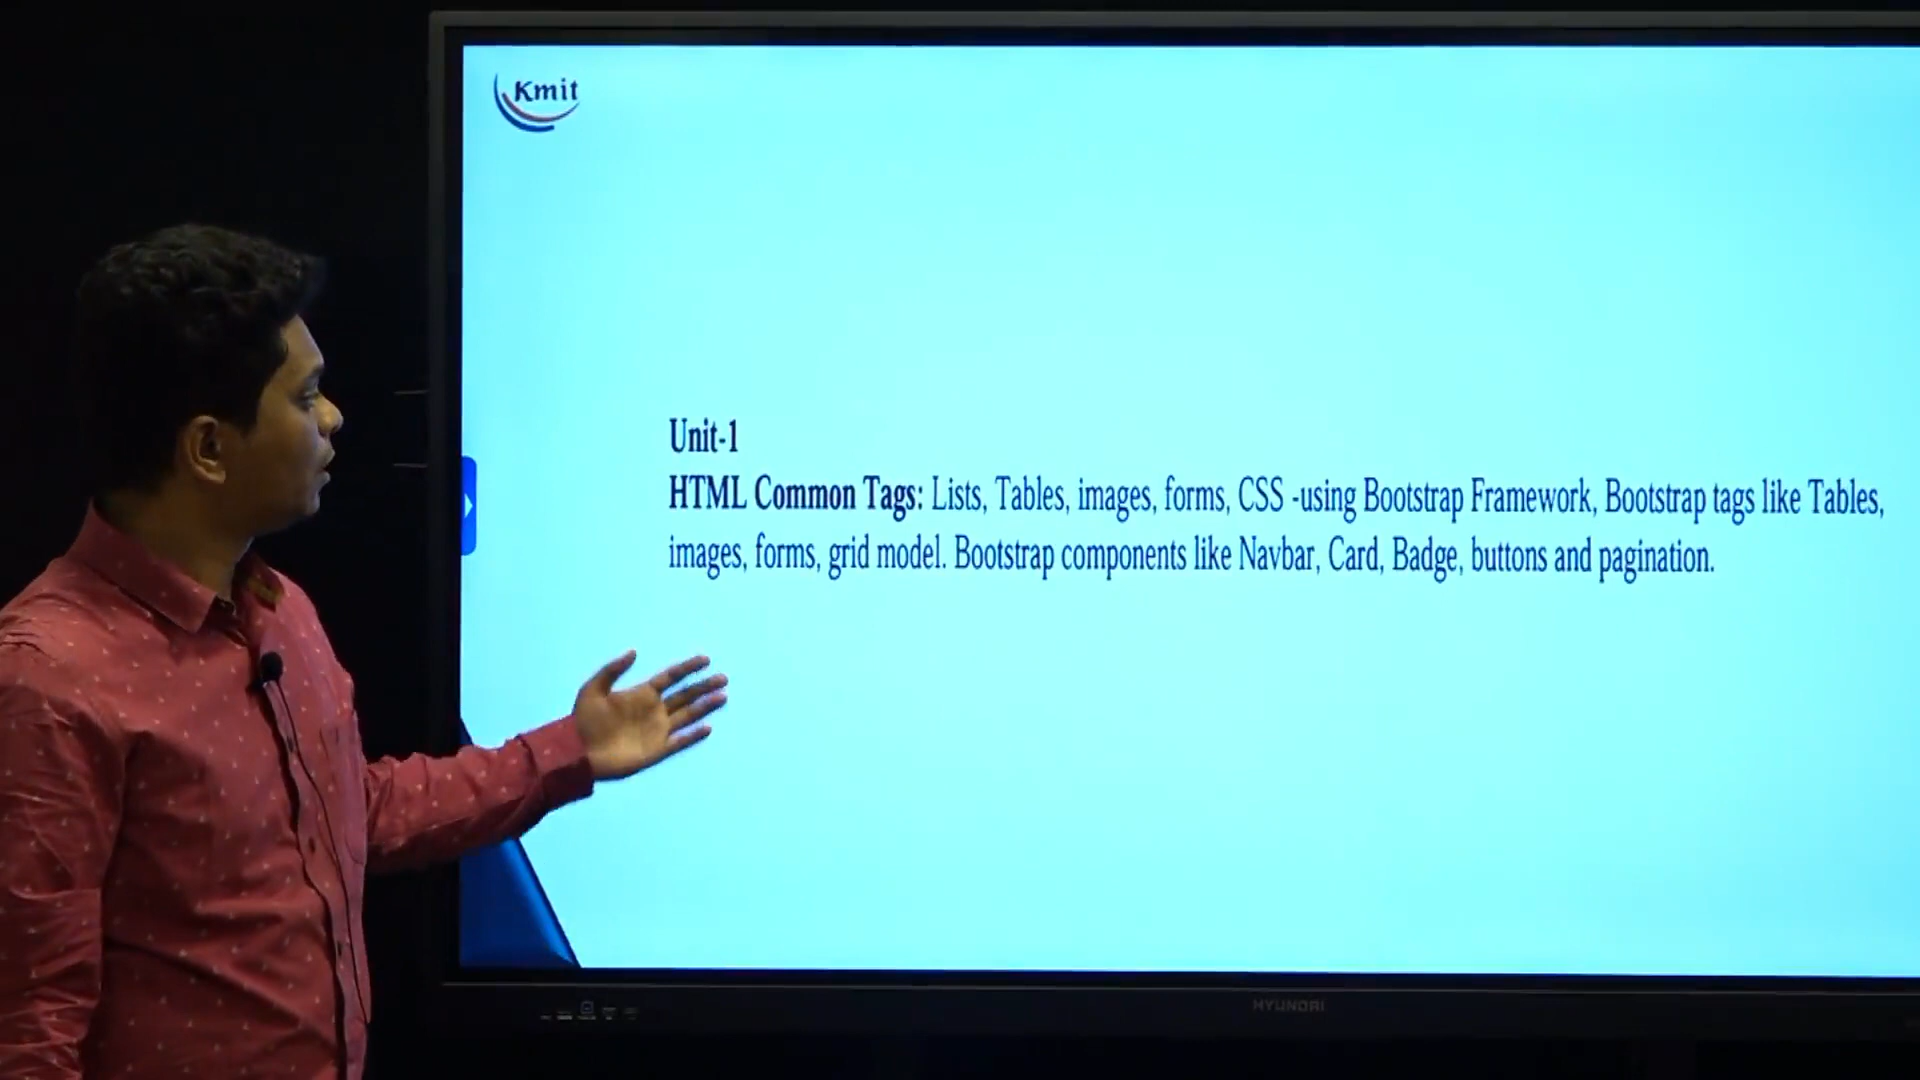 Kmit
Unit-1
HTML Common Tags: Lists, Tables, images, forms, CSS -using Bootstrap Framework, Bootstrap tags like Tables,
images, forms, grid model. Bootstrap components like Navbar, Card, Badge, buttons and pagination.
HYUNDAI